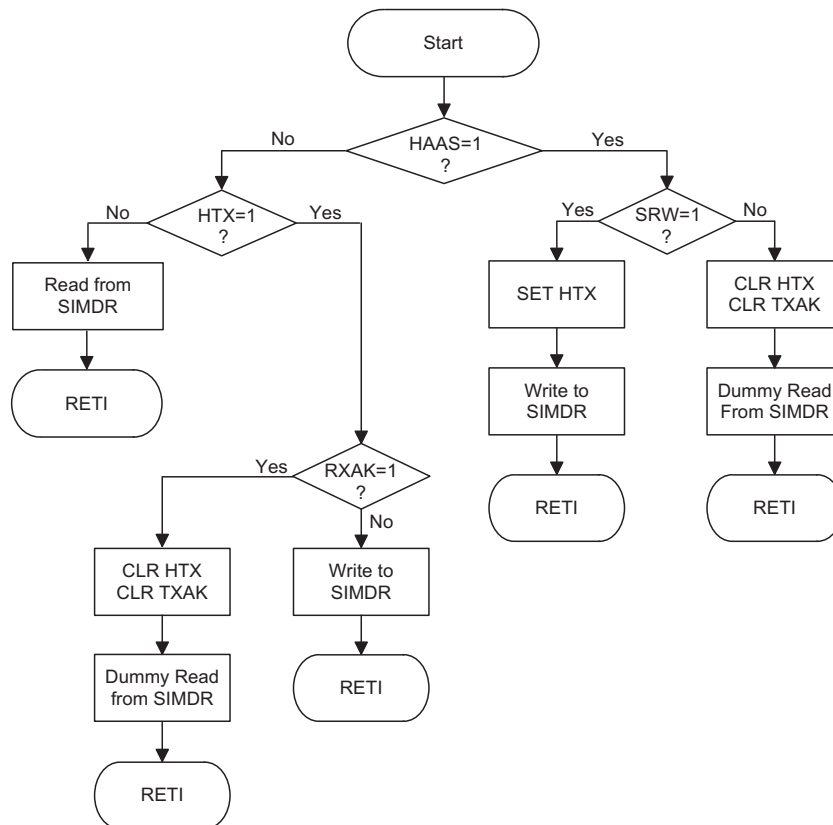 Start
No
HAAS=1
?
Yes
No
HTX=1
?
Yes
Yes
SRW=1
?
No
Read from
SIMDR
SET HTX
CLR HTX
CLR TXAK
RETI
Write to
SIMDR
Dummy Read
From SIMDR
Yes
RXAK=1
?
No
RETI
RETI
CLR HTX
CLR TXAK
Write to
SIMDR
Dummy Read
from SIMDR
RETI
RETI